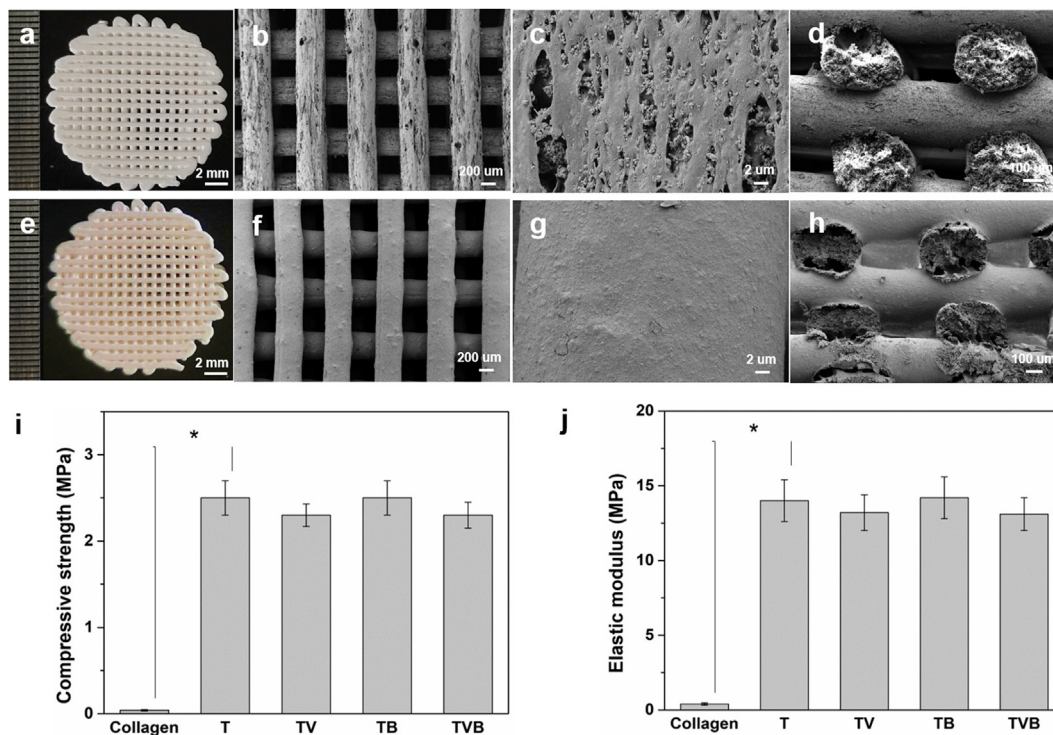 a
b
c
d
2 mm
200 um
2 um
100 um
e
f
g
h
2 mm
200 um
2 um
100 um
i
j
*
*
Compressive strength (MPa)
3
2
1
0
Collagen T TV TB TVB
Elastic modulus (MPa)
20
15
10
5
0
Collagen T TV TB TVB